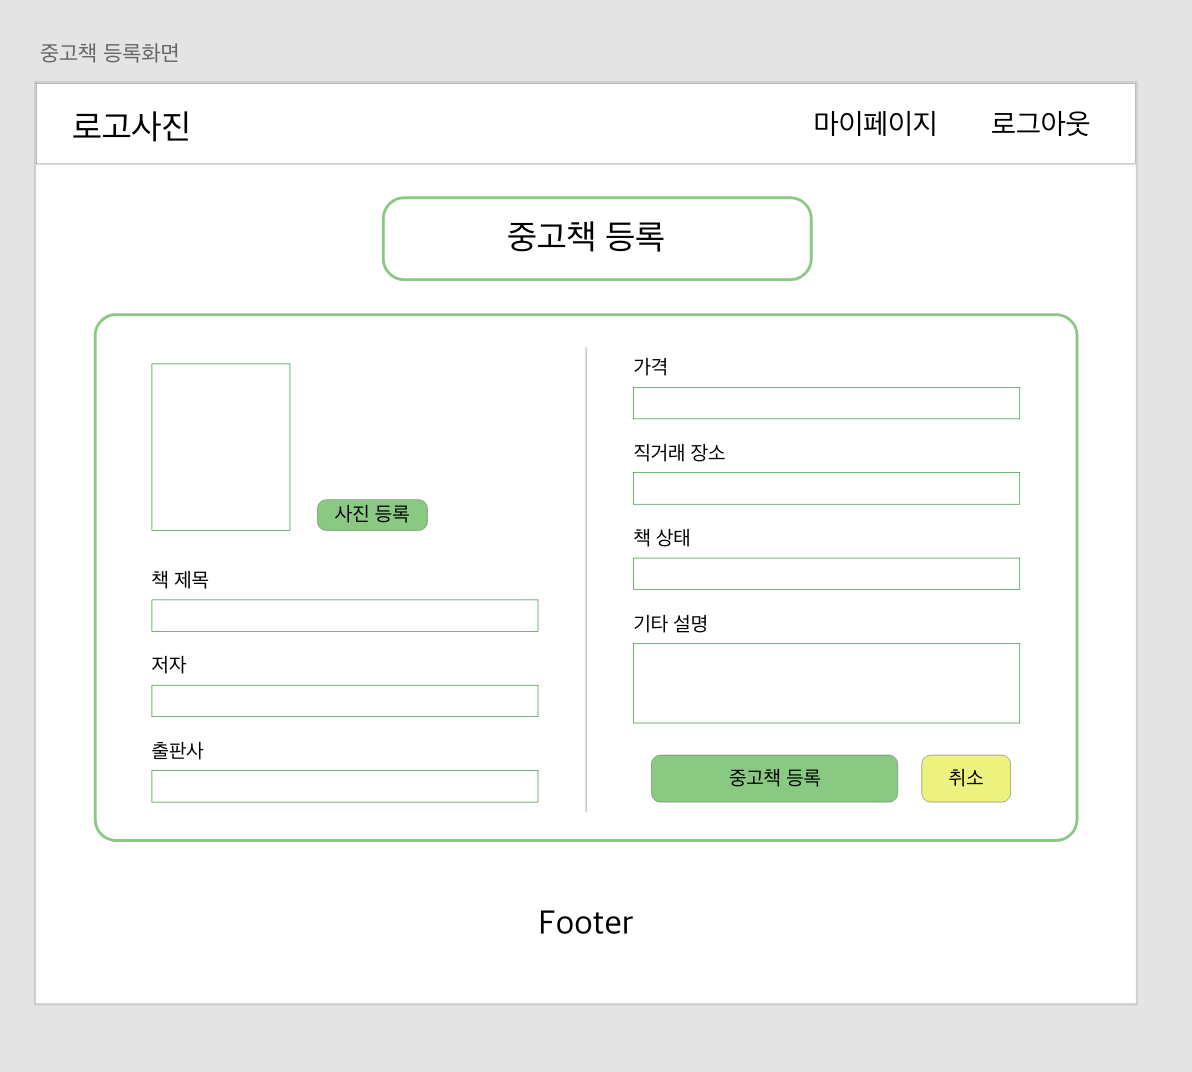 중고책 등록화면
로고사진
마이페이지
로그아웃
중고책 등록
사진 등록
책 제목
저자
출판사
가격
직거래 장소
책 상태
기타 설명
중고책 등록
취소
Footer